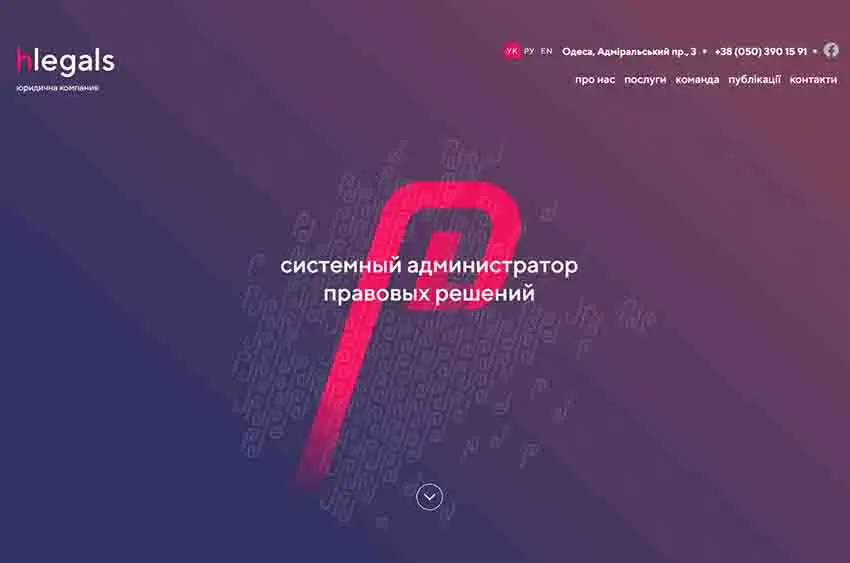 hlegals
юридична компания
УК РУ EN Одеса, Адміральський пр., 3 • +38 (050) 390 15 91 •
про нас послуги команда публікації контакти
системный администратор
правовых решений